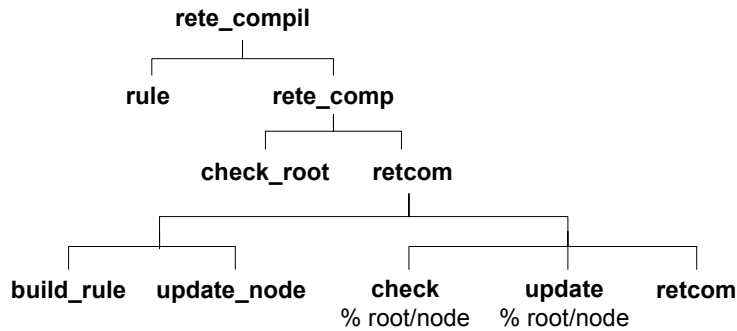 rete_compil
rule rete_comp
check_root retcom
build_rule update_node check update retcom
% root/node % root/node